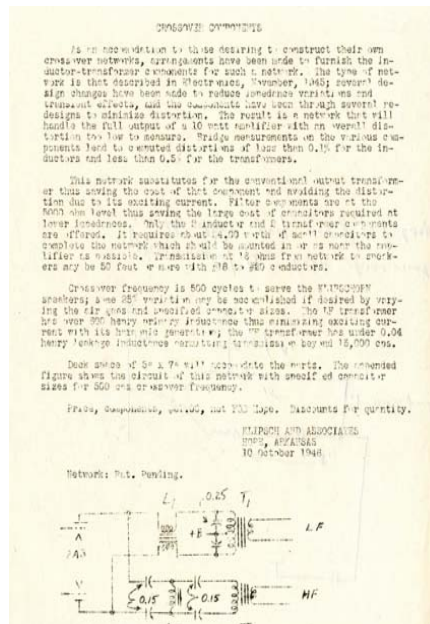 CROSSOVER COMPONENTS
As an accomodation to those desiring to construct their own
crossover networks, arrangements have been made to furnish the in-
ductor-transformer components for such a network. The type of net-
work is that described in Electronics, November, 1945; several de-
sign changes have been made to reduce impedance variations and
transient effects, and the components have been through several re-
designs to minimize distortion. The result is a network that will
handle the full output of a 10 watt amplifier with an overall dis-
tortion too low to measure. Bridge measurements on the various com-
ponents lead to computed distortions of less than 0.1% for the in-
ductors and less than 0.5% for the transformers.
This network substitutes for the conventional output transform-
er thus saving the cost of that component and avoiding the distor-
tion due to its exciting current. Filter components are at the
5000 ohm level thus saving the large cost of capacitors required at
lower impedances. Only the 2 inductor and 2 transformer components
are offered. It requires about worth of small capacitors to
complete the network which should be mounted in or as near the amp-
lifier as possible. Transmission at ohms from network to speak-
ers may be 50 feet or more with #18 to #20 conductors.
Crossover frequency is 500 cycles to serve the KLIPSCHORN
speakers; some 25% variation may be accomplished if desired by vary-
ing the air gaps and specified capacitor sizes. The LF transformer
has over henry primary inductance thus minimizing exciting cur-
rent with its harmonic generation; the HF transformer has under 0.04
henry leakage inductance permitting transmission beyond 15,000 cps.
Deck space of 5" x 7" will accomodate the parts. The appended
figure shows the circuit of this network with specified capacitor
sizes for 500 cps crossover frequency.
Price, components, net FOB Hope. Discounts for quantity.
KLIPSCH AND ASSOCIATES
HOPE, ARKANSAS
10 October 1946
Network: Pat. Pending.
L 0.25 T1
+B LF
0.15 0.15 HF